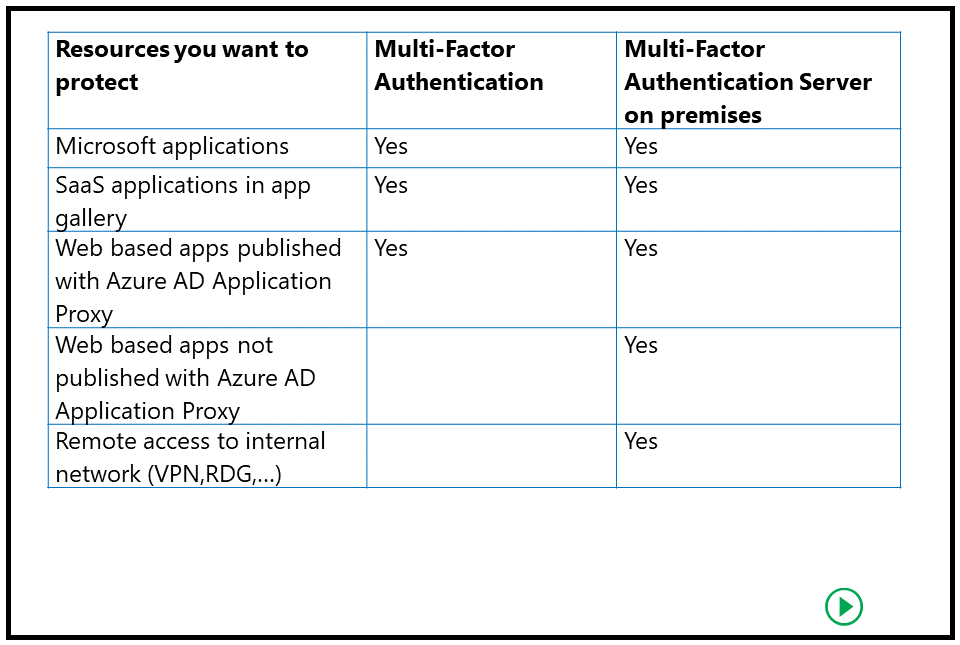 Resources you want to
protect
Multi-Factor
Authentication
Multi-Factor
Authentication Server
on premises
Microsoft applications
Yes
Yes
SaaS applications in app
gallery
Yes
Yes
Web based apps published
with Azure AD Application
Proxy
Yes
Yes
Web based apps not
published with Azure AD
Application Proxy
Yes
Remote access to internal
network (VPN,RDG,...)
Yes